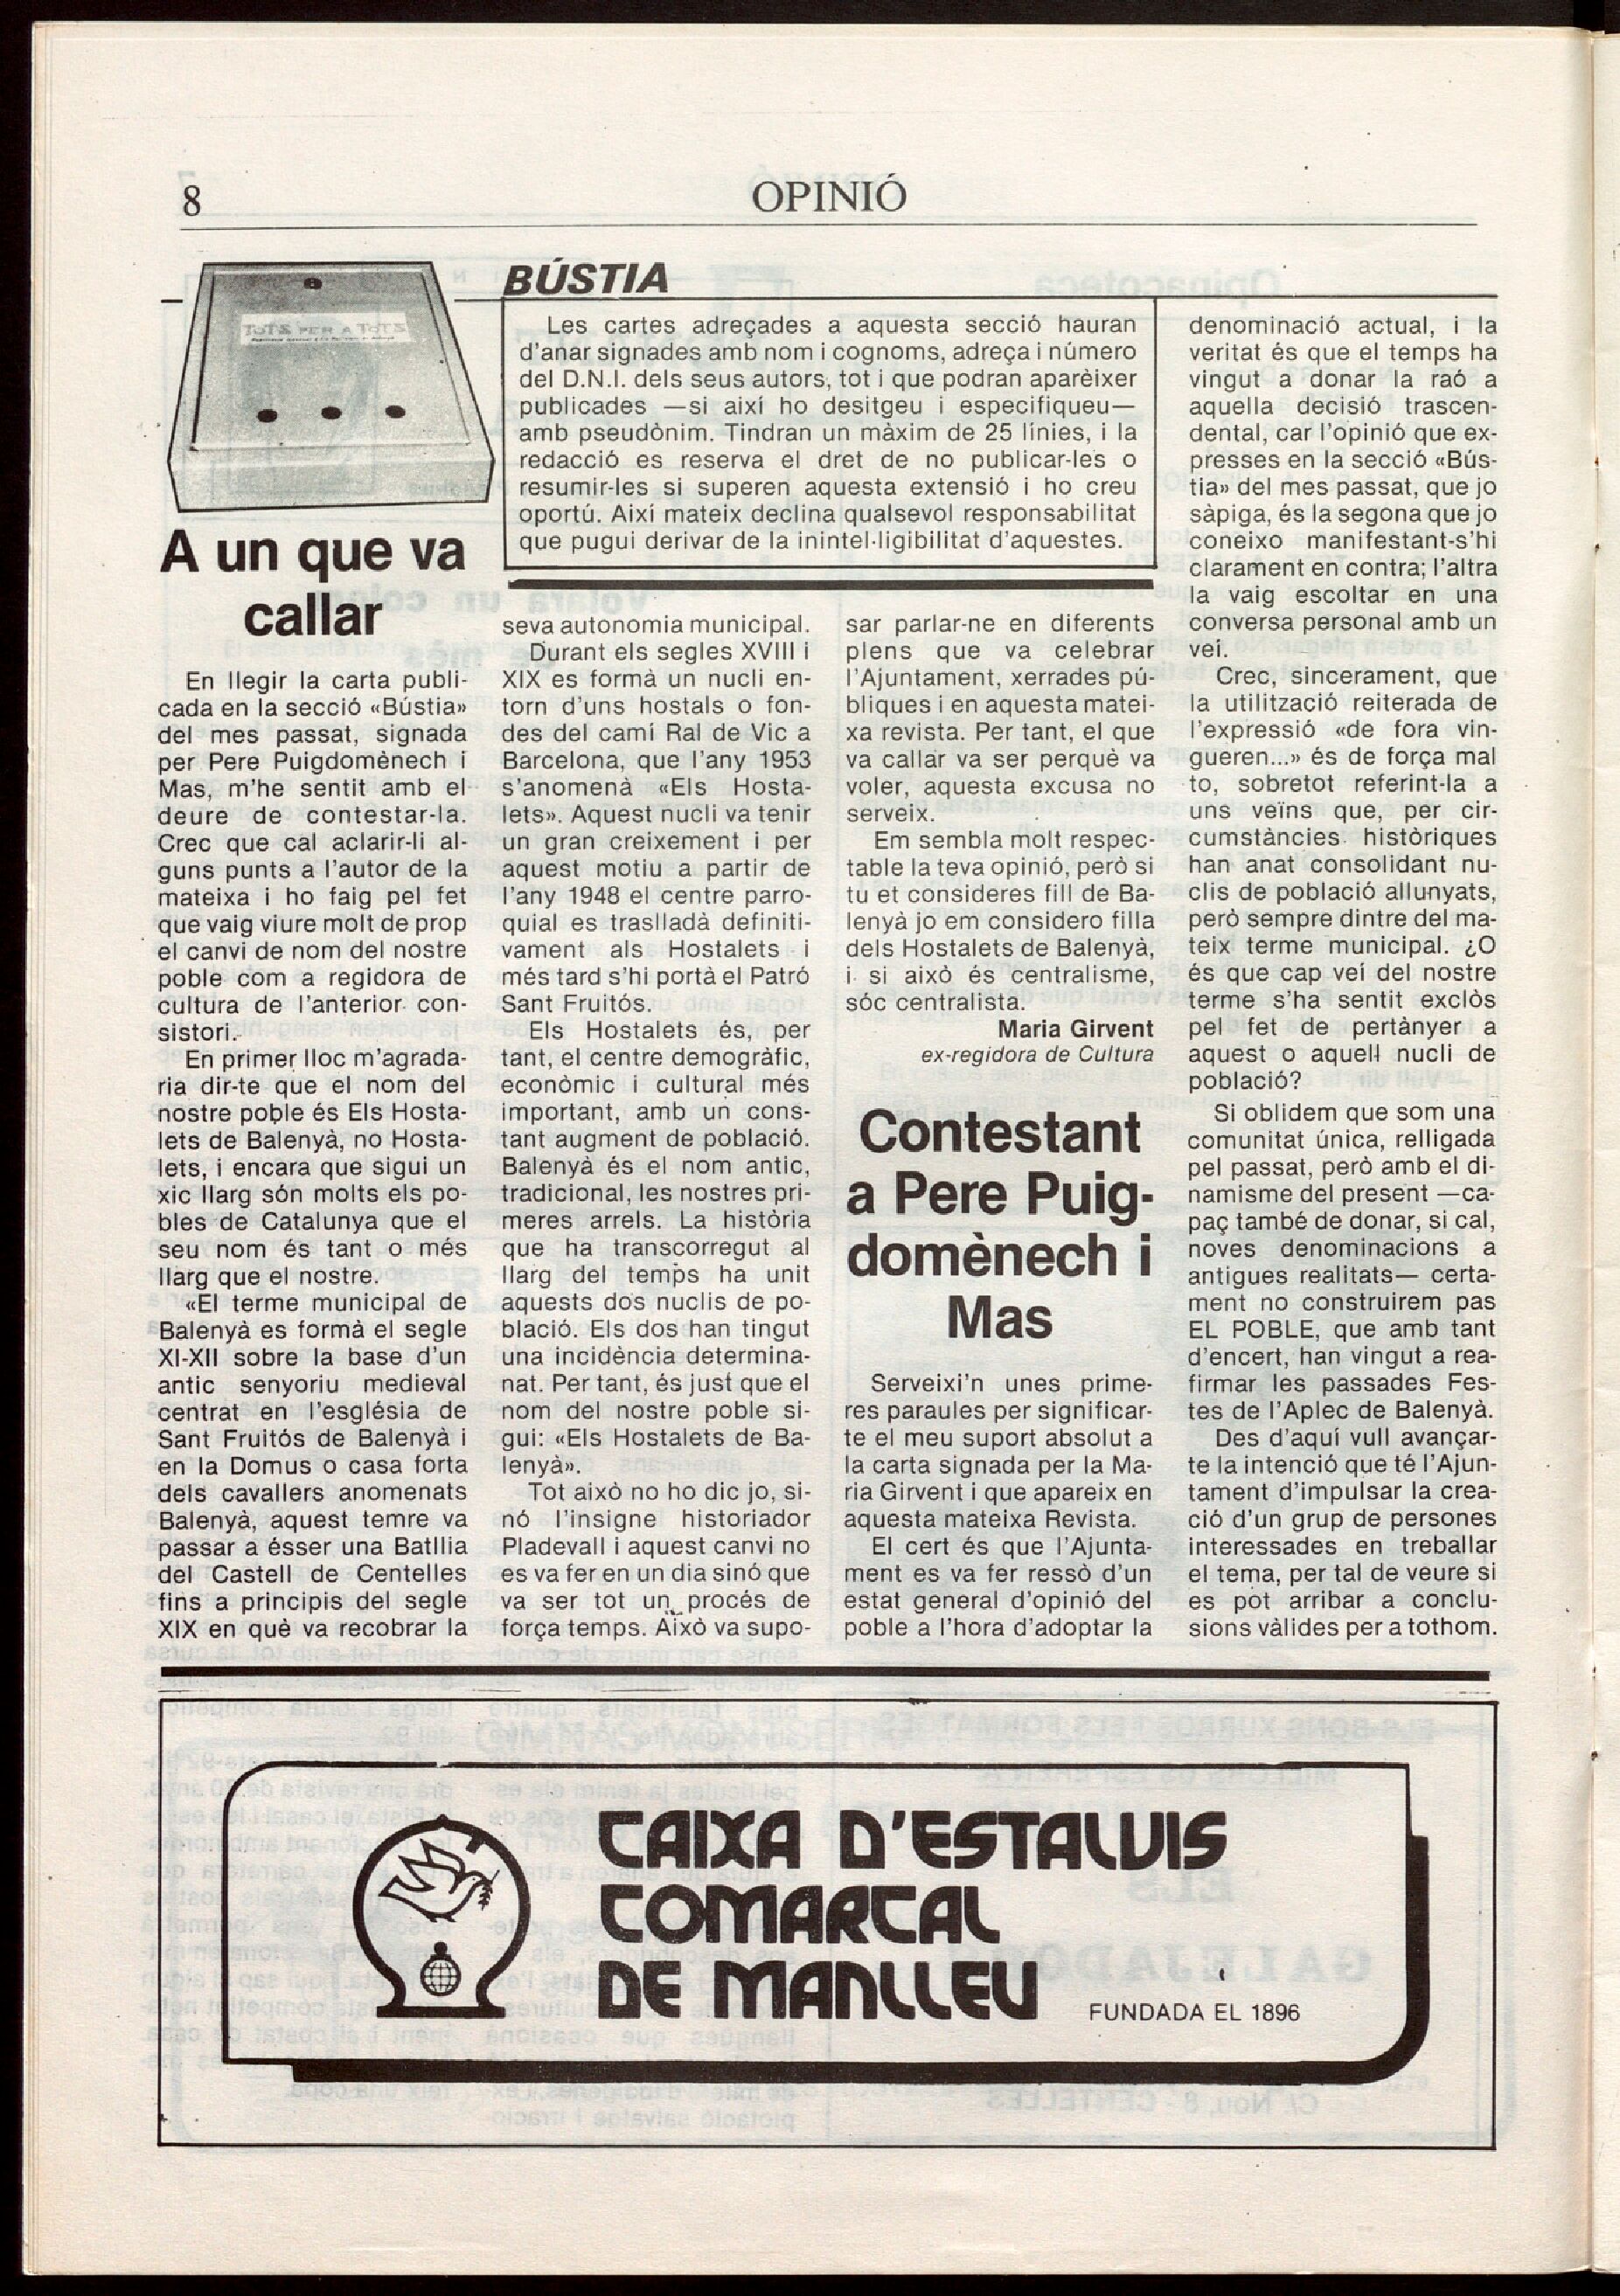 8
OPINIÓ
TOTS PER A TOTS
BÚSTIA
Les cartes adreçades a aquesta secció hauran
d'anar signades amb nom i cognoms, adreça i número
del D.N.I. dels seus autors, tot i que podran aparèixer
publicades —si així ho desitgeu i especifiqueu—
amb pseudònim. Tindran un màxim de 25 línies, i la
redacció es reserva el dret de no publicar-les o
resumir-les si superen aquesta extensió i ho creu
oportú. Així mateix declina qualsevol responsabilitat
que pugui derivar de la inintel·ligibilitat d'aquestes.
A un que va
callar
En llegir la carta publi-
cada en la secció «Bústia»
del mes passat, signada
per Pere Puigdomènech i
Mas, m'he sentit amb el
deure de contestar-la.
Crec que cal aclarir-li al-
guns punts a l'autor de la
mateixa i ho faig pel fet
que vaig viure molt de prop
el canvi de nom del nostre
poble com a regidora de
cultura de l'anterior con-
sistori.
En primer lloc m'agrada-
ria dir-te que el nom del
nostre poble és Els Hosta-
lets de Balenyà, no Hosta-
lets, i encara que sigui un
xic llarg són molts els po-
bles de Catalunya que el
seu nom és tant o més
llarg que el nostre.
«El terme municipal de
Balenyà es formà el segle
XI-XII sobre la base d'un
antic senyoriu medieval
centrat en l'església de
Sant Fruitós de Balenyà i
en la Domus o casa forta
dels cavallers anomenats
Balenyà, aquest temre va
passar a ésser una Batllia
del Castell de Centelles
fins a principis del segle
XIX en què va recobrar la
seva autonomia municipal.
Durant els segles XVIII i
XIX es formà un nucli en-
torn d'uns hostals o fon-
des del camí Ral de Vic a
Barcelona, que l'any 1953
s'anomenà «Els Hosta-
lets». Aquest nucli va tenir
un gran creixement i per
aquest motiu a partir de
l'any 1948 el centre parro-
quial es traslladà definiti-
vament als Hostalets i
més tard s'hi portà el Patró
Sant Fruitós.
Els Hostalets és, per
tant, el centre demogràfic,
econòmic i cultural més
important, amb un cons-
tant augment de població.
Balenyà és el nom antic,
tradicional, les nostres pri-
meres arrels. La història
que ha transcorregut al
llarg del temps ha unit
aquests dos nuclis de po-
blació. Els dos han tingut
una incidència determina-
nat. Per tant, és just que el
nom del nostre poble si-
gui: «Els Hostalets de Ba-
lenyà».
Tot això no ho dic jo, si-
nó l'insigne historiador
Pladevall i aquest canvi no
es va fer en un dia sinó que
va ser tot un procés de
força temps. Això va supo-
sar parlar-ne en diferents
plens que va celebrar
l'Ajuntament, xerrades pú-
bliques i en aquesta matei-
xa revista. Per tant, el que
va callar va ser perquè va
voler, aquesta excusa no
serveix.
Em sembla molt respec-
table la teva opinió, però si
tu et consideres fill de Ba-
lenyà jo em considero filla
dels Hostalets de Balenyà,
i si això és centralisme,
sóc centralista.
Maria Girvent
ex-regidora de Cultura
Contestant
a Pere Puig-
domènech i
Mas
Serveixi'n unes prime-
res paraules per significar-
te el meu suport absolut a
la carta signada per la Ma-
ria Girvent i que apareix en
aquesta mateixa Revista.
El cert és que l'Ajunta-
ment es va fer ressò d'un
estat general d'opinió del
poble a l'hora d'adoptar la
denominació actual, i la
veritat és que el temps ha
vingut a donar la raó a
aquella decisió trascen-
dental, car l'opinió que ex-
presses en la secció «Bús-
tia» del mes passat, que jo
sàpiga, és la segona que jo
coneixo manifestant-s'hi
clarament en contra; l'altra
la vaig escoltar en una
conversa personal amb un
veí.
Crec, sincerament, que
la utilització reiterada de
l'expressió «de fora vin-
gueren...» és de força mal
to, sobretot referint-la a
uns veïns que, per cir-
cumstàncies històriques
han anat consolidant nu-
clis de població allunyats,
però sempre dintre del ma-
teix terme municipal. ¿O
és que cap veí del nostre
terme s'ha sentit exclòs
pel fet de pertànyer a
aquest o aquell nucli de
població?
Si oblidem que som una
comunitat única, relligada
pel passat, però amb el di-
namisme del present —ca-
paç també de donar, si cal,
noves denominacions a
antigues realitats— certa-
ment no construirem pas
EL POBLE, que amb tant
d'encert, han vingut a rea-
firmar les passades Fes-
tes de l'Aplec de Balenyà.
Des d'aquí vull avançar-
te la intenció que té l'Ajun-
tament d'impulsar la crea-
ció d'un grup de persones
interessades en treballar
el tema, per tal de veure si
es pot arribar a conclu-
sions vàlides per a tothom.
CAIXA D'ESTALVIS
COMARCAL
DE MANLLEU
FUNDADA EL 1896